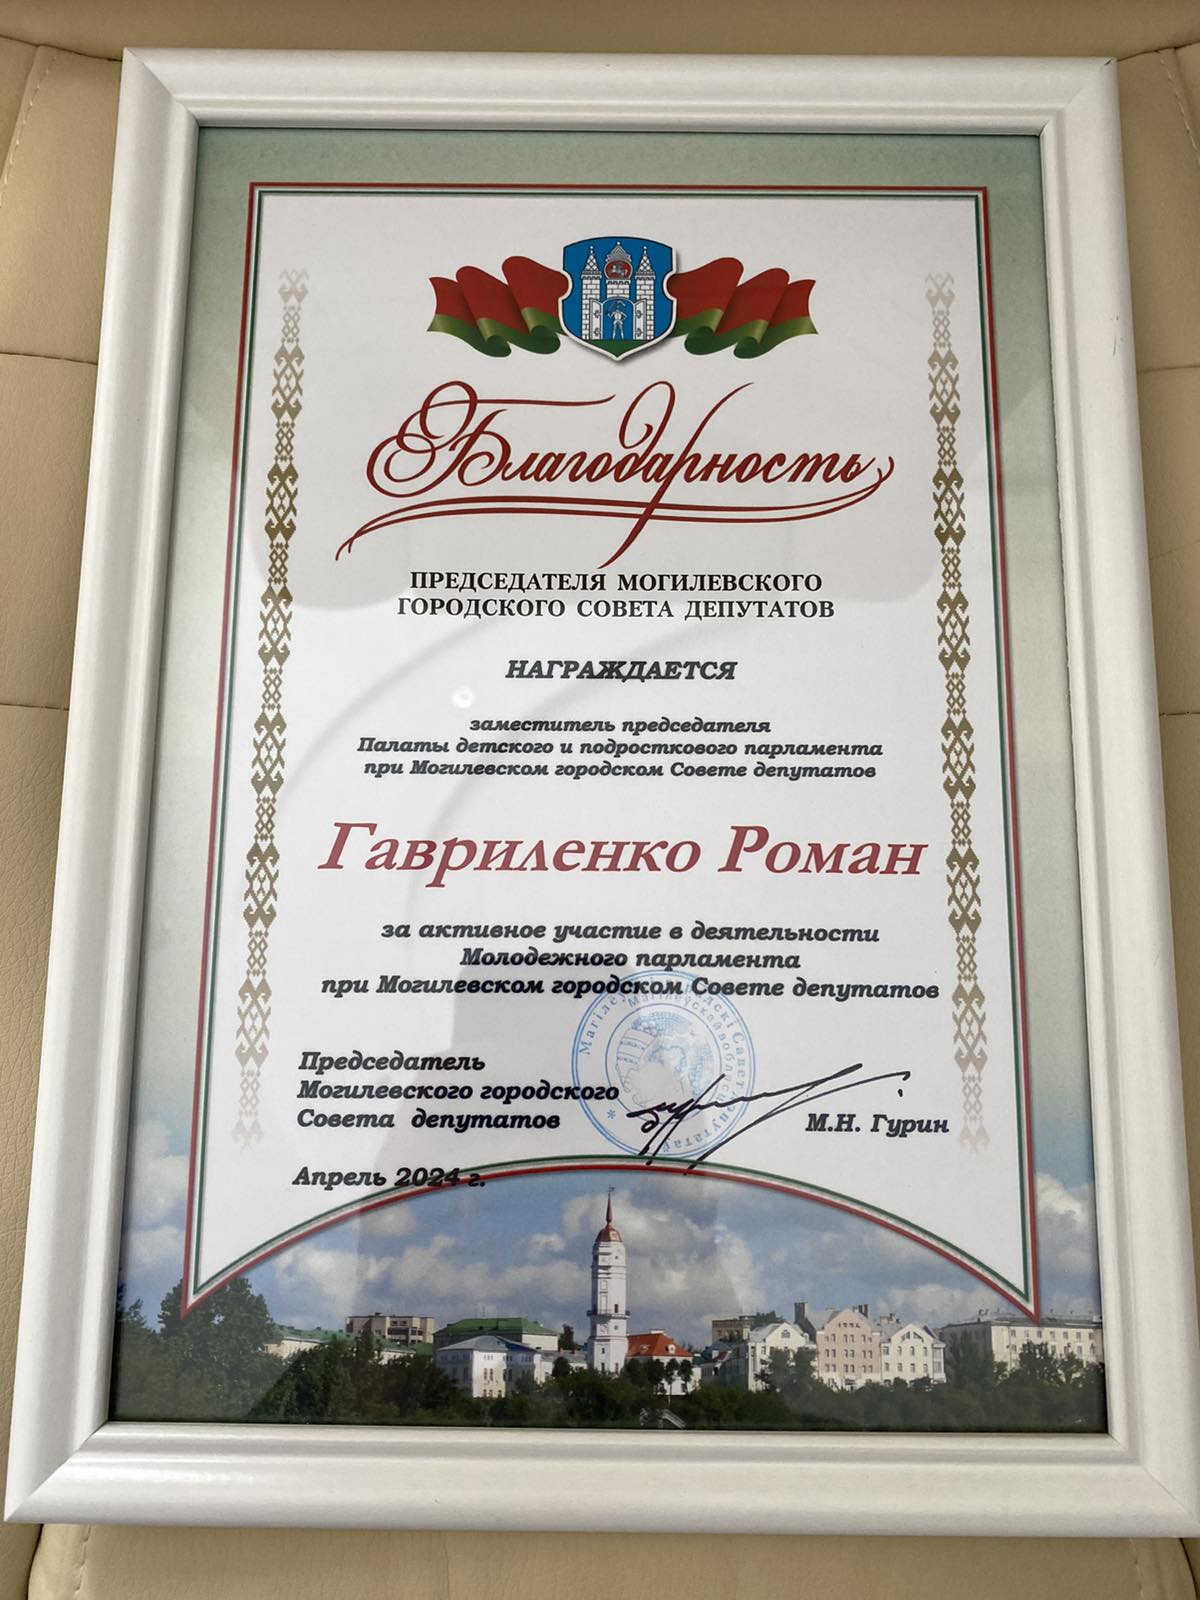 Благодарность
ПРЕДСЕДАТЕЛЯ МОГИЛЕВСКОГО
ГОРОДСКОГО СОВЕТА ДЕПУТАТОВ
НАГРАЖДАЕТСЯ
заместитель председателя
Палаты детского и подросткового парламента
при Могилевском городском Совете депутатов
Гавриленко Роман
за активное участие в деятельности
Молодежного парламента
при Могилевском городском Совете депутатов
Председатель
Могилевского городского
Совета депутатов
М.Н. Гурин
Апрель 2024 г.